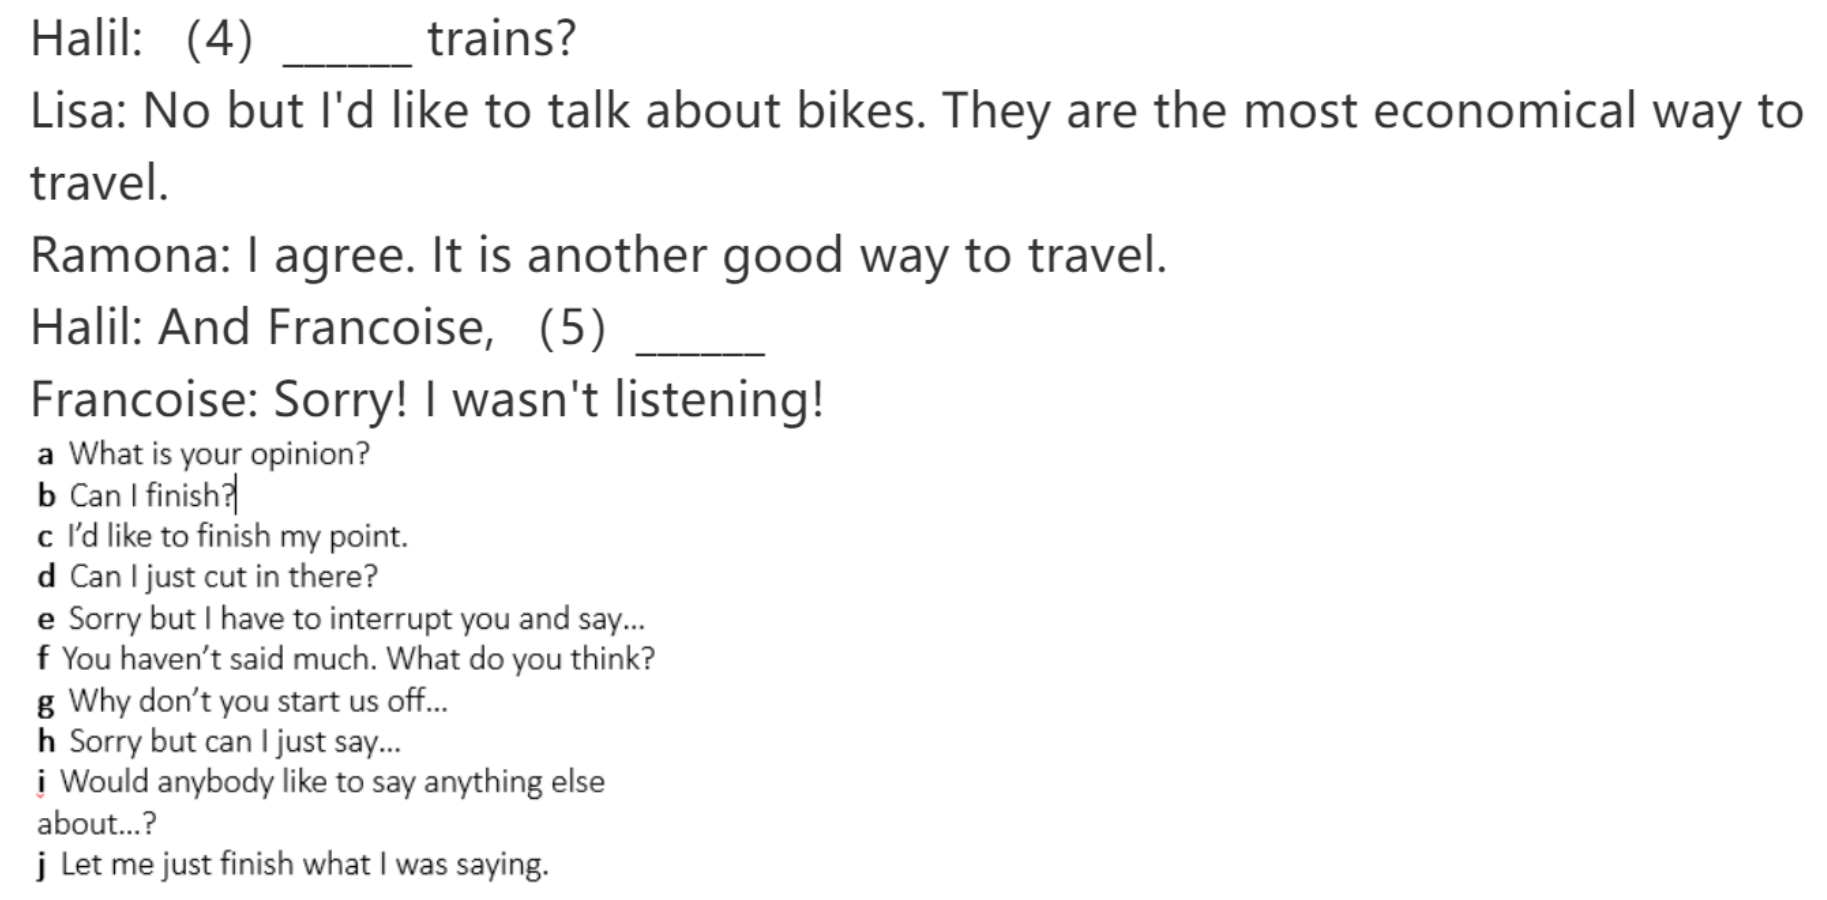 Halil: (4) ______ trains?
Lisa: No but I'd like to talk about bikes. They are the most economical way to
travel.
Ramona: I agree. It is another good way to travel.
Halil: And Francoise, (5) ______
Francoise: Sorry! I wasn't listening!
a What is your opinion?
b Can I finish?
c I'd like to finish my point.
d Can I just cut in there?
e Sorry but I have to interrupt you and say...
f You haven't said much. What do you think?
g Why don't you start us off...
h Sorry but can I just say...
i Would anybody like to say anything else
about...?
j Let me just finish what I was saying.